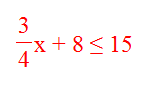 3/4x + 8 ≤ 15